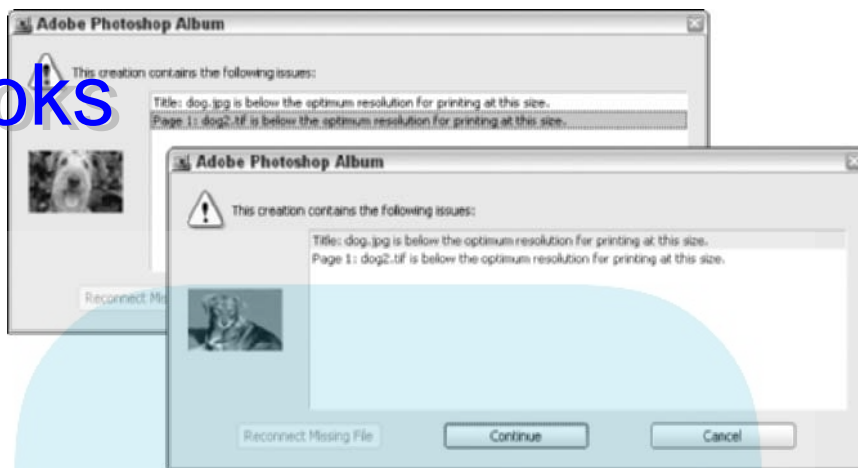 Adobe Photoshop Album
This creation contains the following issues:
oks
Title: dog.jpg is below the optimum resolution for printing at this size.
Page 1: dog2.tif is below the optimum resolution for printing at this size.
Reconnect
Adobe Photoshop Album
This creation contains the following issues:
Title: dog.jpg is below the optimum resolution for printing at this size.
Page 1: dog2.tif is below the optimum resolution for printing at this size.
Reconnect Missing File
Continue
Cancel